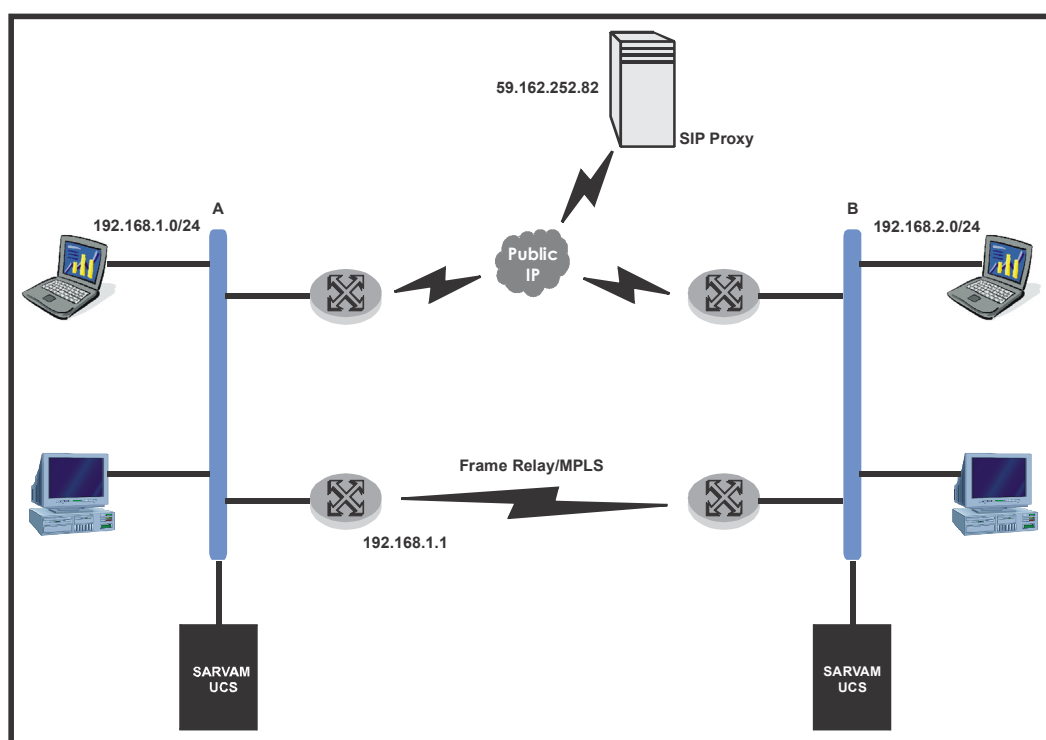 59.162.252.82
SIP Proxy
A
192.168.1.0/24
B
192.168.2.0/24
Public
IP
Frame Relay/MPLS
192.168.1.1
SARVAM
UCS
SARVAM
UCS